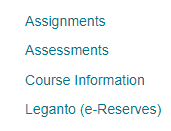 Assignments
Assessments
Course Information
Leganto (e-Reserves)